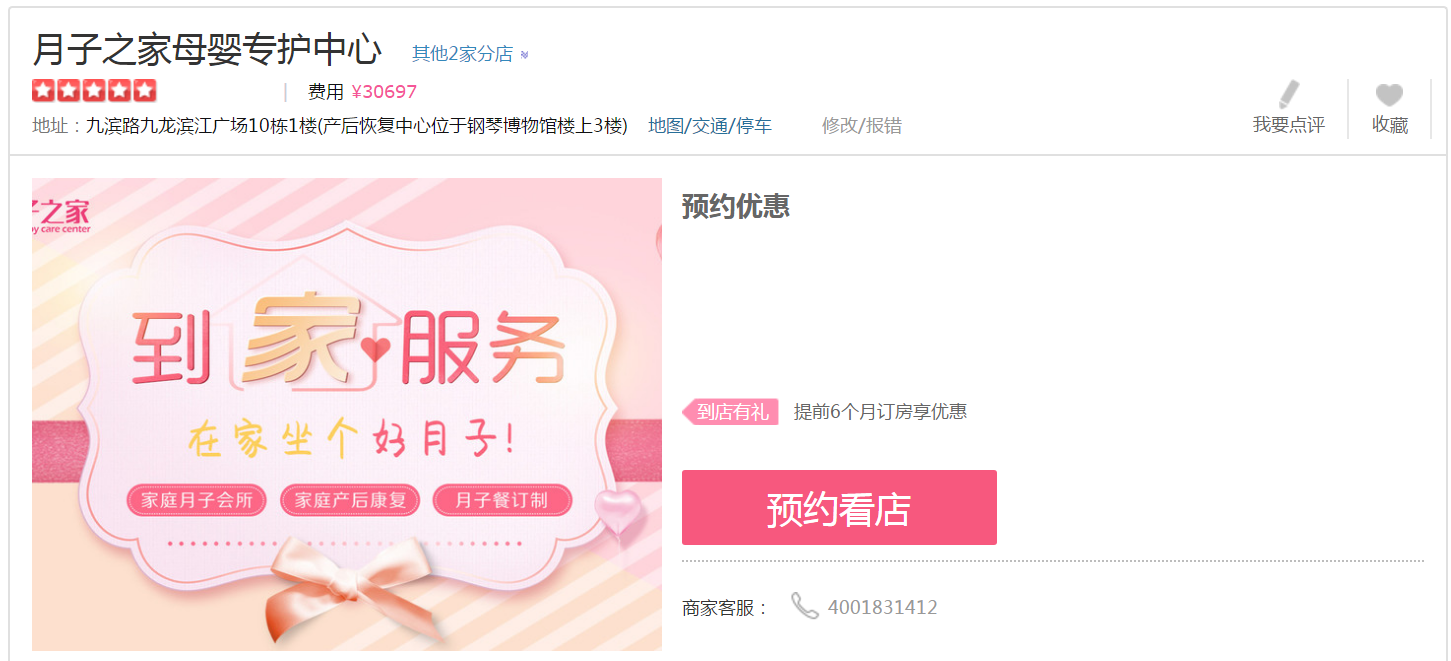 月子之家母婴专护中心 其他2家分店
费用 ¥30697
地址：九滨路九龙滨江广场10栋1楼(产后恢复中心位于钢琴博物馆楼上3楼) 地图/交通/停车 修改/报错
我要点评
收藏
子之家
by care center
到家服务
在家坐个好月子!
家庭月子会所 家庭产后康复 月子餐订制
预约优惠
到店有礼 提前6个月订房享优惠
预约看店
商家客服： 4001831412